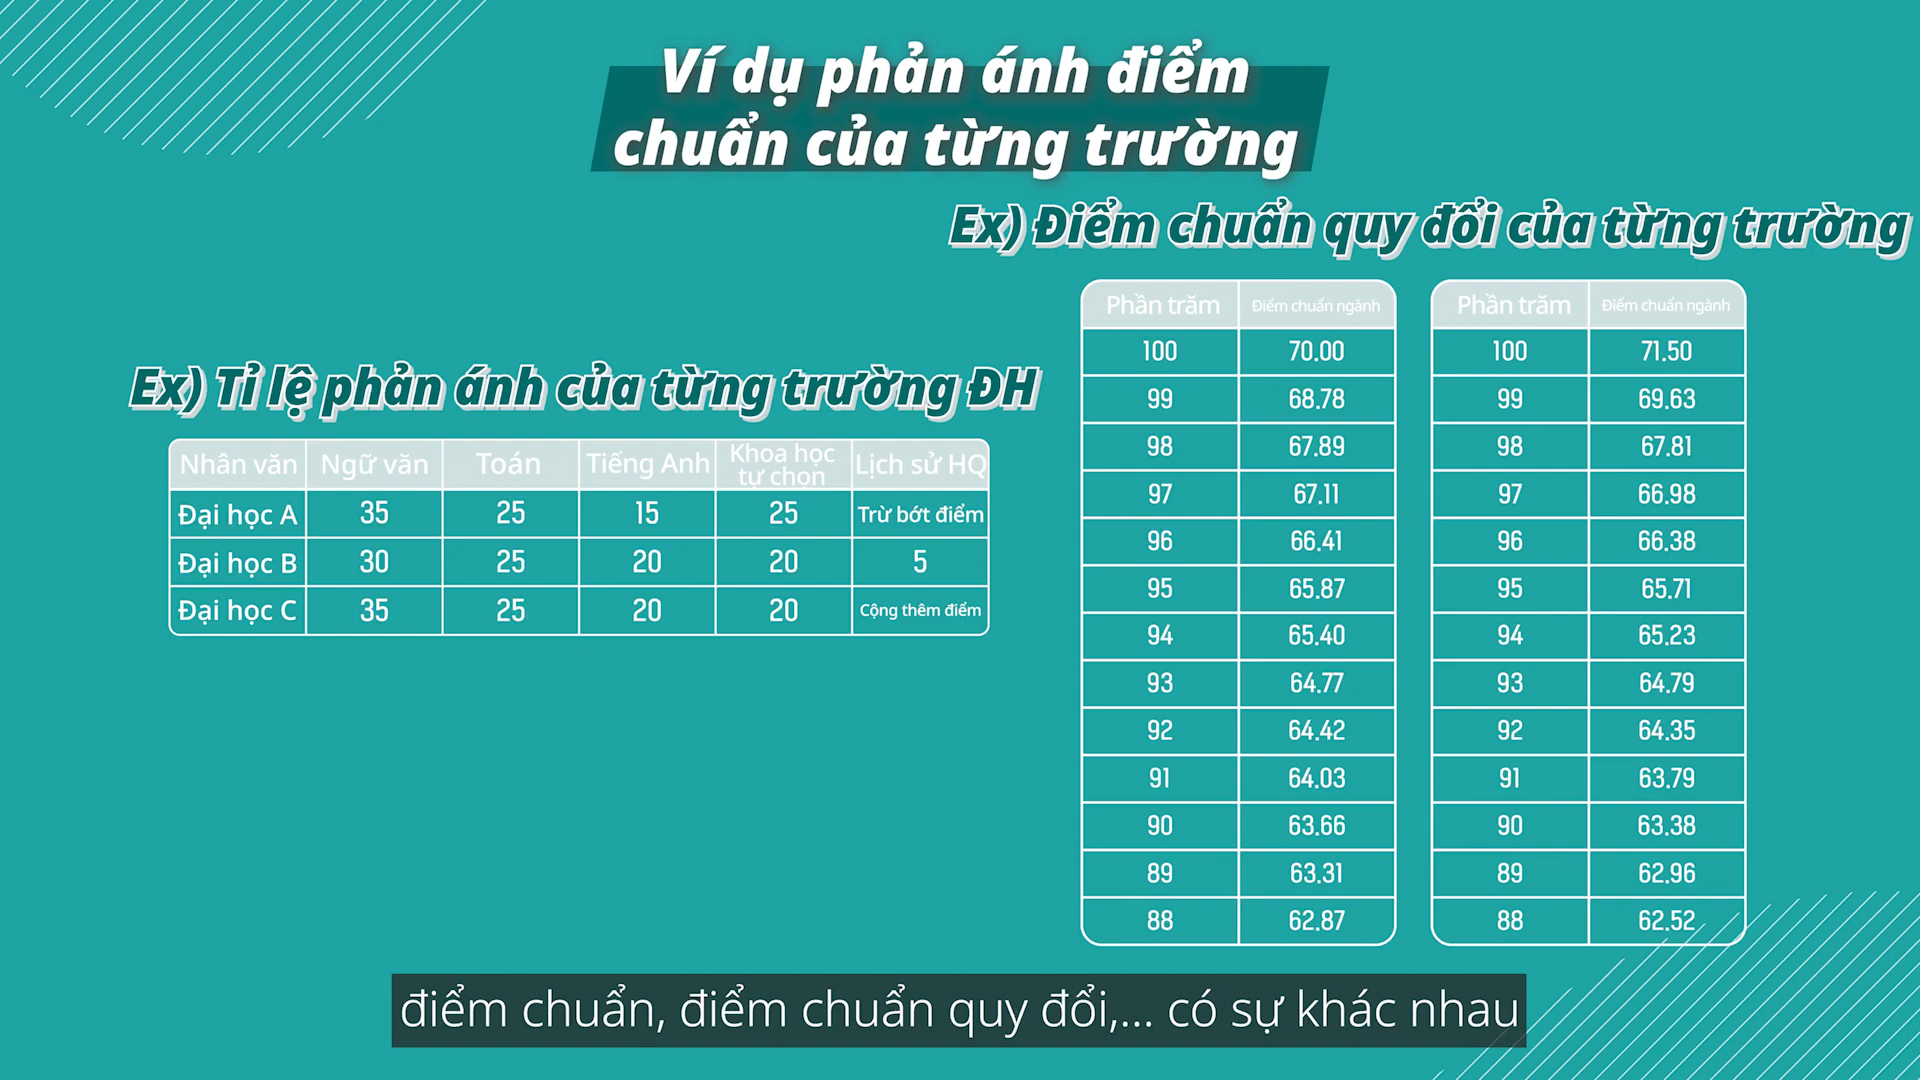 Ví dụ phản ánh điểm
chuẩn của từng trường
Ex) Điểm chuẩn quy đổi của từng trường
Ex) Tỉ lệ phản ánh của từng trường ĐH
Nhân văn Ngữ văn Toán Tiếng Anh Khoa học tự chọn Lịch sử HQ
Đại học A 35 25 15 25 Trừ bớt điểm
Đại học B 30 25 20 20 5
Đại học C 35 25 20 20 Cộng thêm điểm
Phần trăm Điểm chuẩn ngành Phần trăm Điểm chuẩn ngành
100 70.00 100 71.50
99 68.78 99 69.63
98 67.89 98 67.81
97 67.11 97 66.98
96 66.41 96 66.38
95 65.87 95 65.71
94 65.40 94 65.23
93 64.77 93 64.79
92 64.42 92 64.35
91 64.03 91 63.79
90 63.66 90 63.38
89 63.31 89 62.96
88 62.87 88 62.52
điểm chuẩn, điểm chuẩn quy đổi,... có sự khác nhau